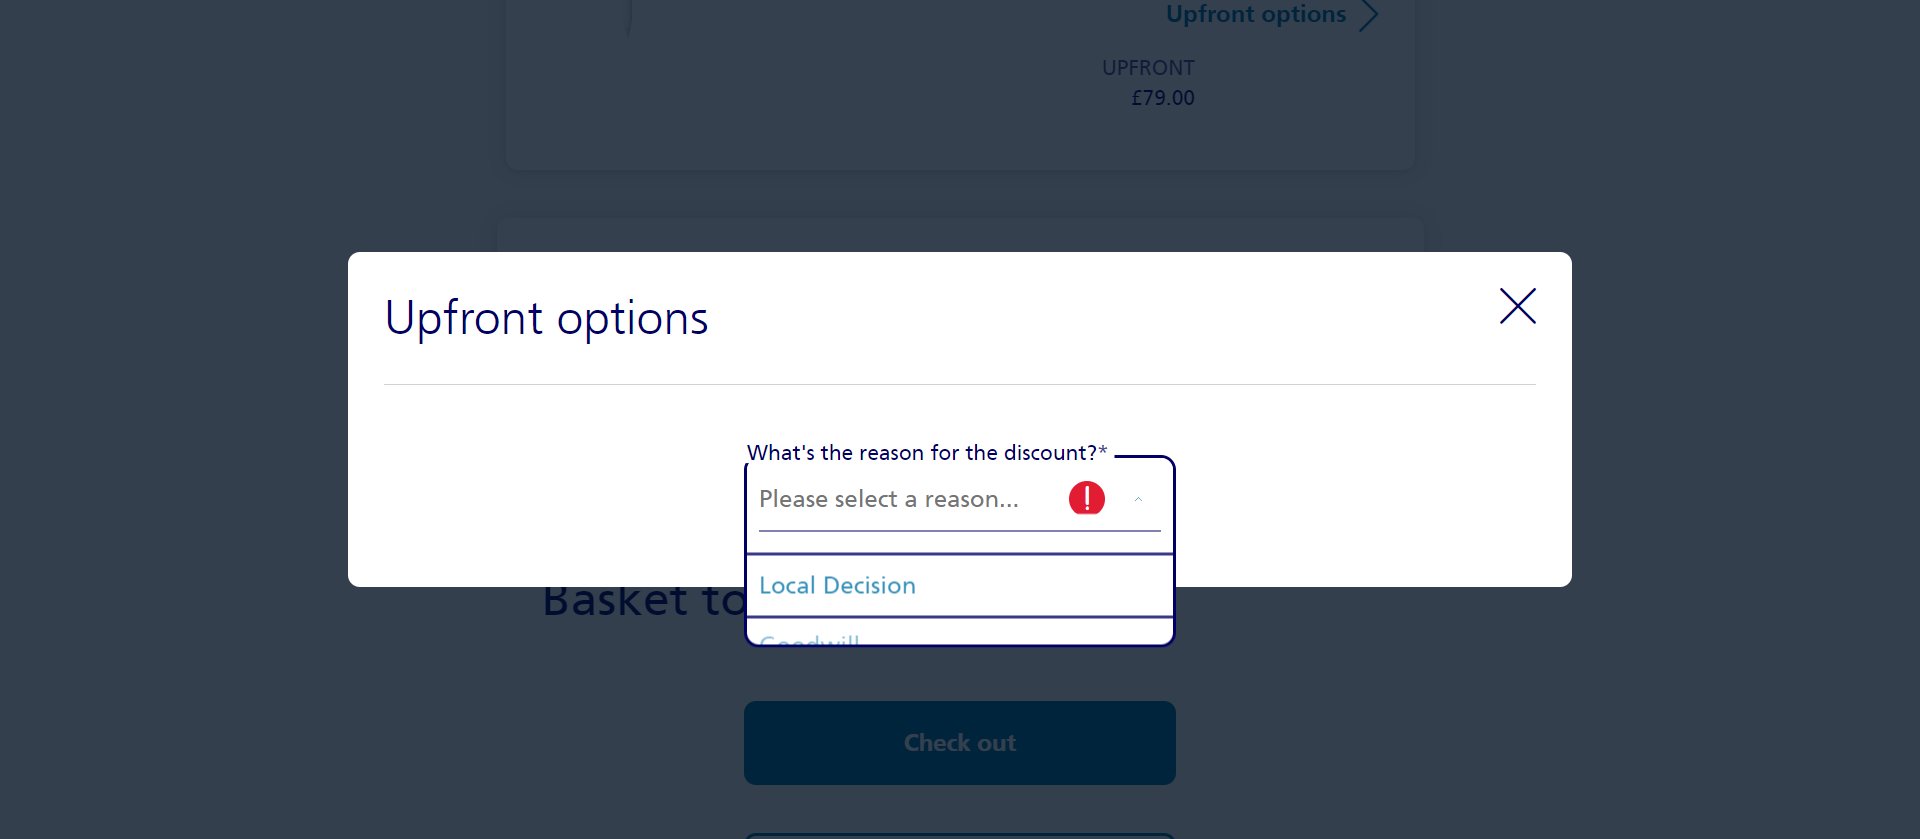 Upfront options
UPFRONT
£79.00
Upfront options
What's the reason for the discount?*
Please select a reason...
Local Decision
Goodwill
Basket to
Check out